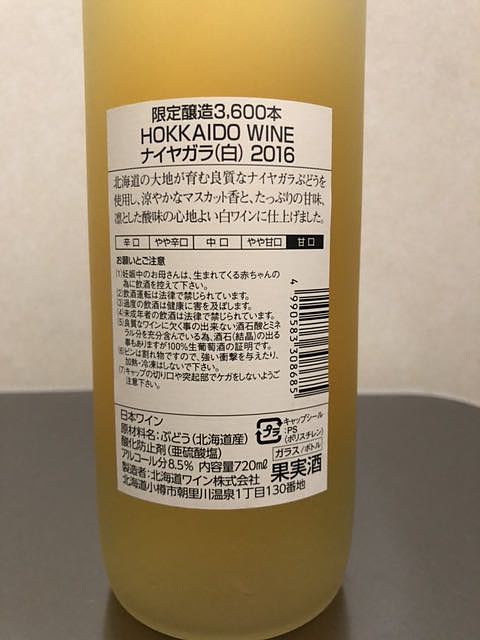 限定醸造3,600本
HOKKAIDO WINE
ナイヤガラ(白) 2016
北海道の大地が育む良質なナイヤガラぶどうを
使用し、涼やかなマスカット香と、たっぷりの甘味、
凛とした酸味の心地よい白ワインに仕上げました。
辛口 やや辛口 中口 やや甘口 甘口
お願いとご注意
(1)妊娠中のお母さんは、生まれてくる赤ちゃんの
為に飲酒を控えて下さい。
(2)飲酒運転は法律で禁じられています。
(3)過度の飲酒は健康に害を及ぼします。
(4)未成年者の飲酒は法律で禁じられています。
(5)良質なワインに欠く事の出来ない酒石酸とミネ
ラル分を充分含んでいる為、酒石(結晶)の出る
事もありますが100%生葡萄酒の証明です。
(6)ビンは割れ物ですので、強い衝撃を与えたり、
加熱・冷凍はしないで下さい。
(7)キャップの切り口や突起部でケガをしないようご
注意下さい。
4990583308685
日本ワイン
原材料名:ぶどう(北海道産)
酸化防止剤(亜硫酸塩)
アルコール分8.5% 内容量720ml
製造者:北海道ワイン株式会社
北海道小樽市朝里川温泉1丁目130番地
プラ
キャップシール
:PS
(ポリスチレン)
ガラス/ボトル
果実酒